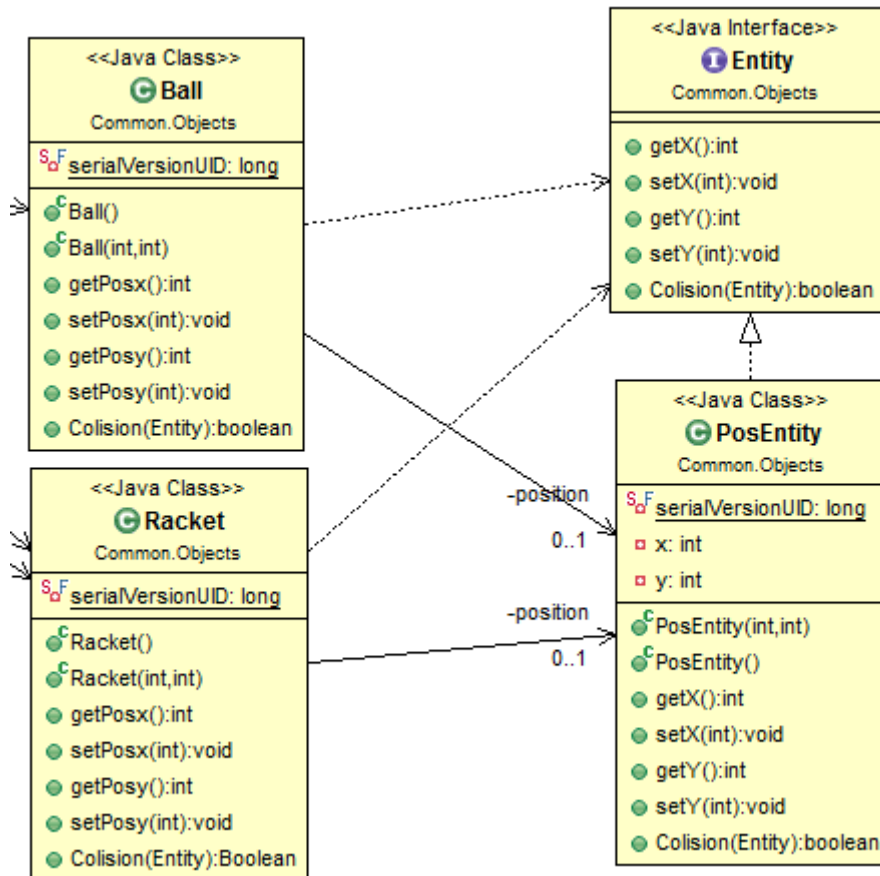 <<Java Class>>
Ball
Common.Objects
serialVersionUID: long
Ball()
Ball(int,int)
getPosx():int
setPosx(int):void
getPosy():int
setPosy(int):void
Colision(Entity):boolean
<<Java Interface>>
Entity
Common.Objects
getX():int
setX(int):void
getY():int
setY(int):void
Colision(Entity):boolean
<<Java Class>>
Racket
Common.Objects
serialVersionUID: long
Racket()
Racket(int,int)
getPosx():int
setPosx(int):void
getPosy():int
setPosy(int):void
Colision(Entity):Boolean
-position
0..1
-position
0..1
<<Java Class>>
PosEntity
Common.Objects
serialVersionUID: long
x: int
y: int
PosEntity(int,int)
PosEntity()
getX():int
setX(int):void
getY():int
setY(int):void
Colision(Entity):boolean